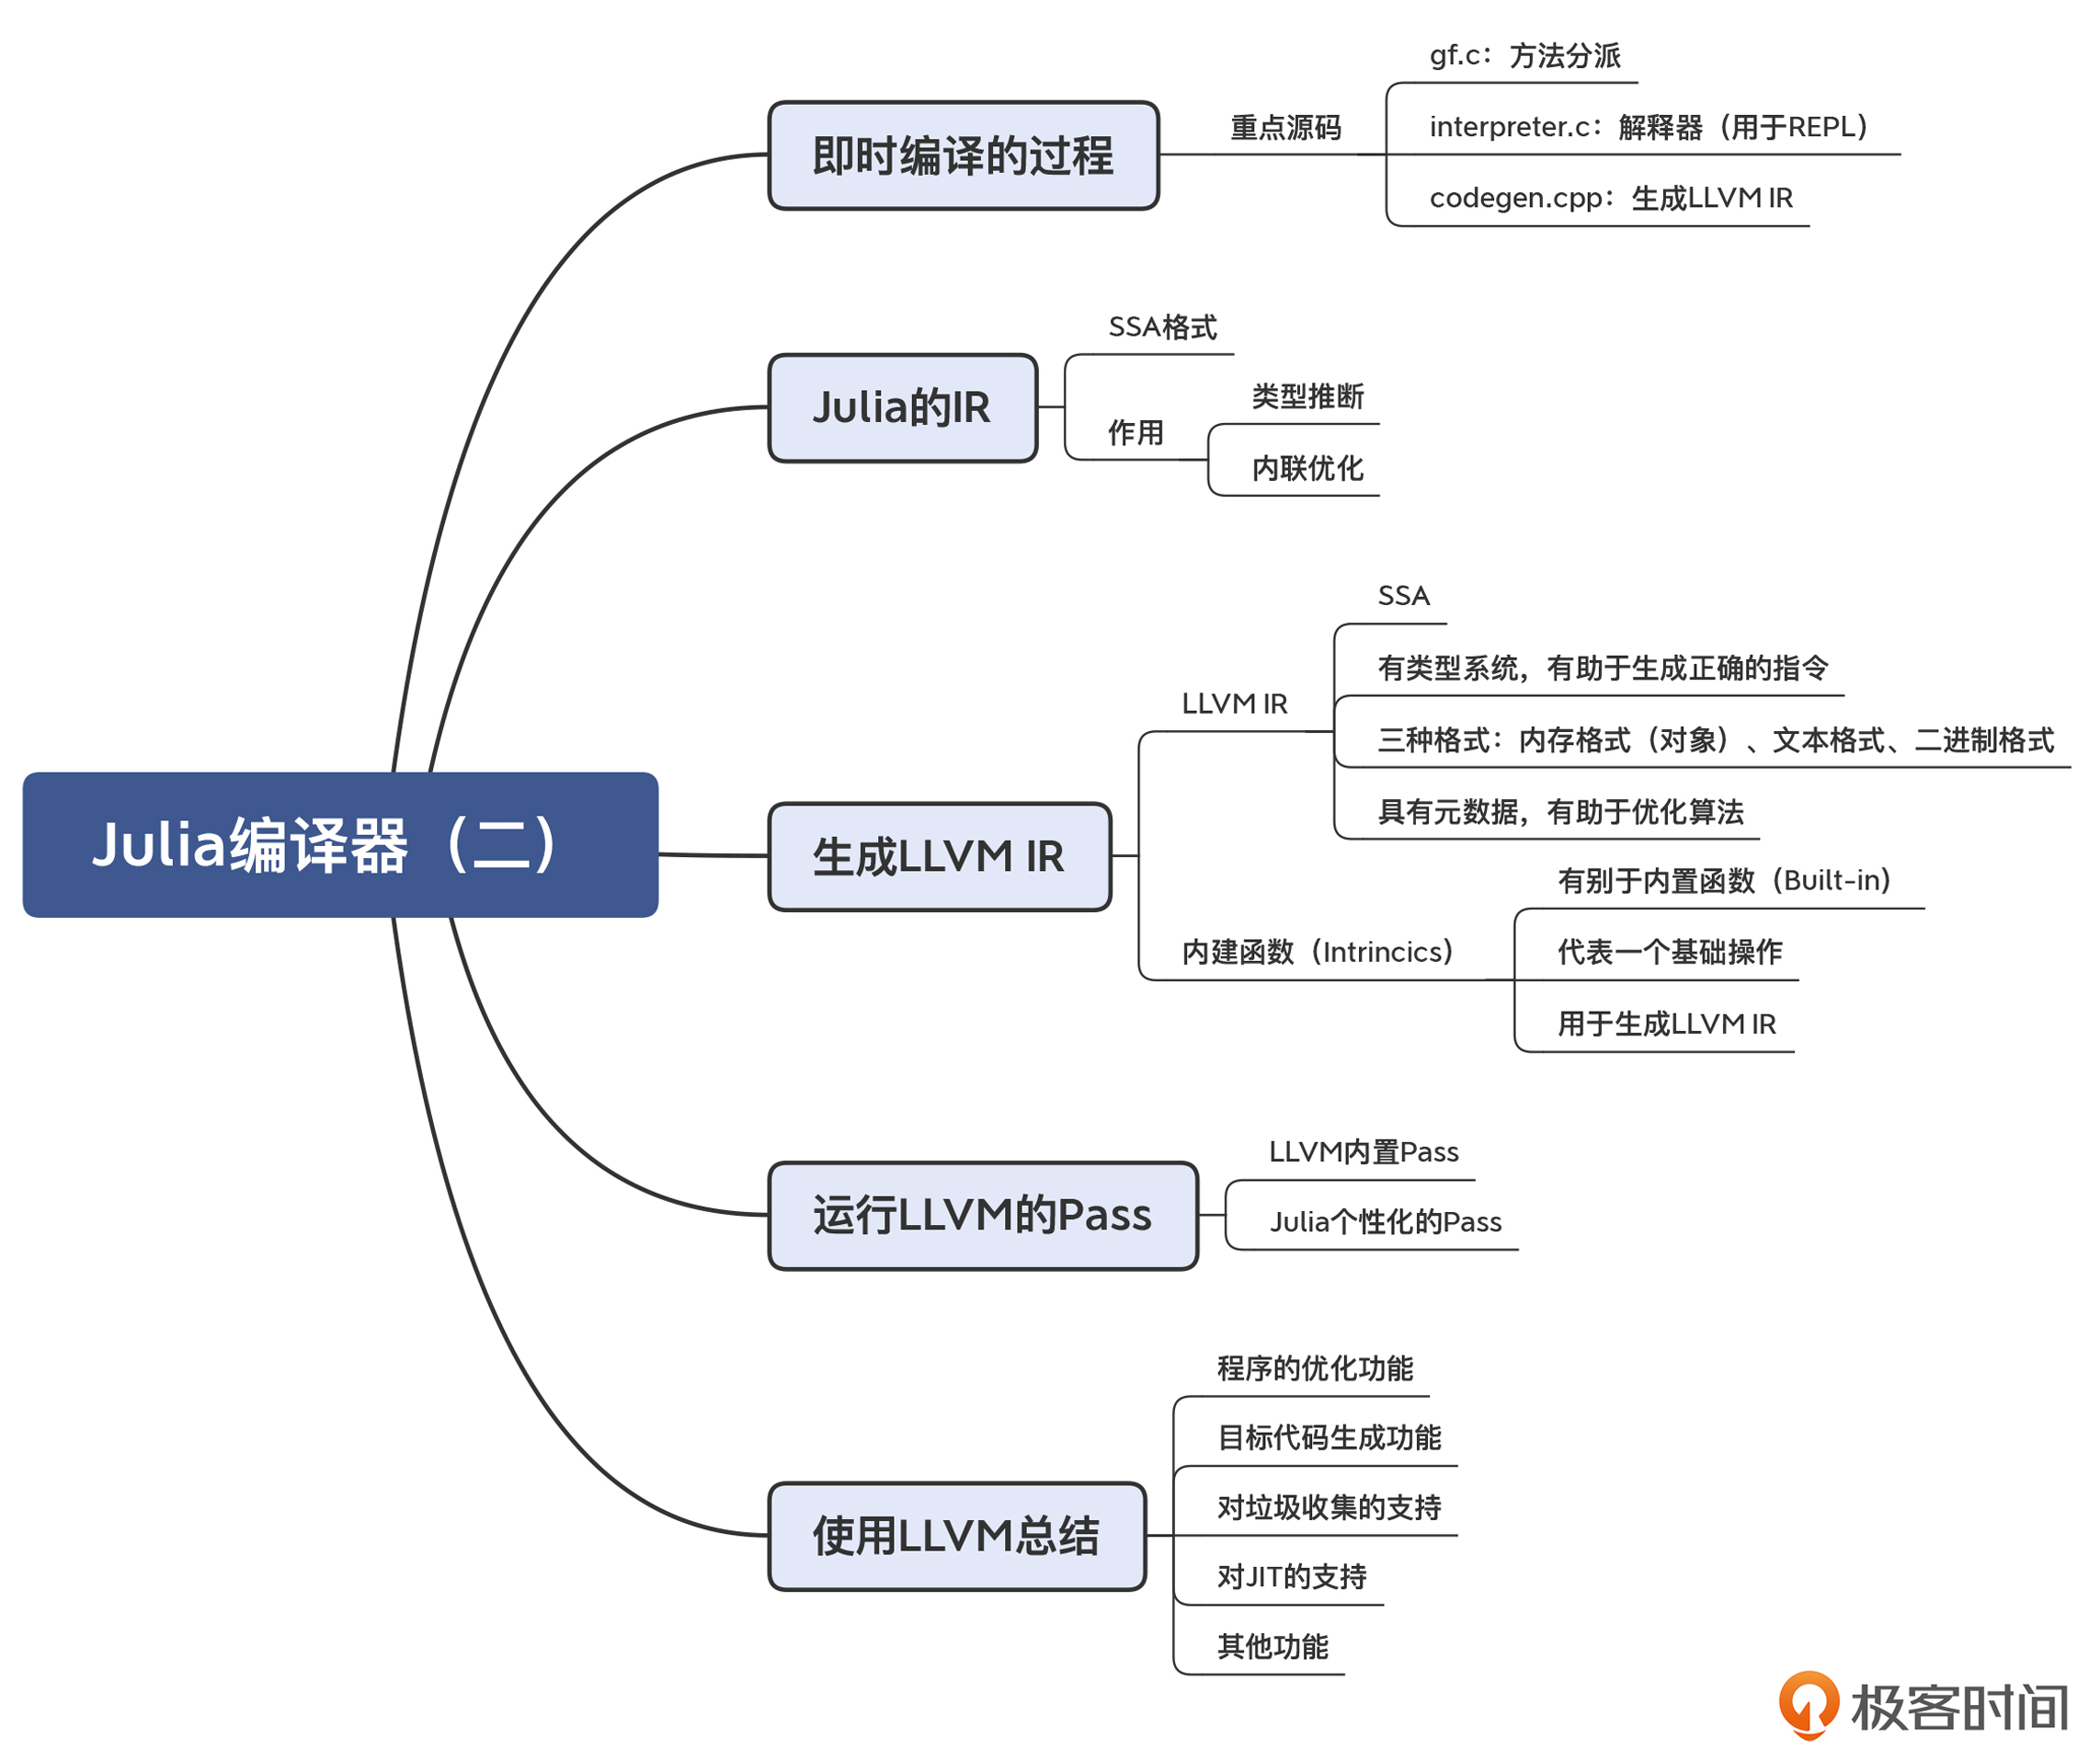 Julia编译器（二）
即时编译的过程
重点源码
gf.c：方法分派
interpreter.c：解释器（用于REPL）
codegen.cpp：生成LLVM IR
Julia的IR
SSA格式
作用
类型推断
内联优化
生成LLVM IR
LLVM IR
SSA
有类型系统，有助于生成正确的指令
三种格式：内存格式（对象）、文本格式、二进制格式
具有元数据，有助于优化算法
内建函数（Intrincics）
有别于内置函数（Built-in）
代表一个基础操作
用于生成LLVM IR
运行LLVM的Pass
LLVM内置Pass
Julia个性化的Pass
使用LLVM总结
程序的优化功能
目标代码生成功能
对垃圾收集的支持
对JIT的支持
其他功能
极客时间